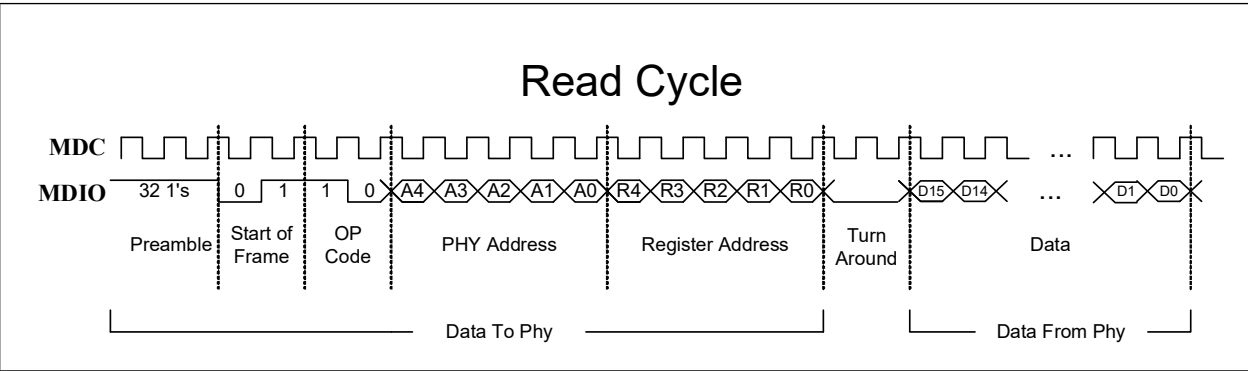 Read Cycle
MDC ...
MDIO 32 1's 0 1 1 0 A4 A3 A2 A1 A0 R4 R3 R2 R1 R0 D15 D14 ... D1 D0
Preamble Start of Frame OP Code PHY Address Register Address Turn Around Data
Data To Phy Data From Phy